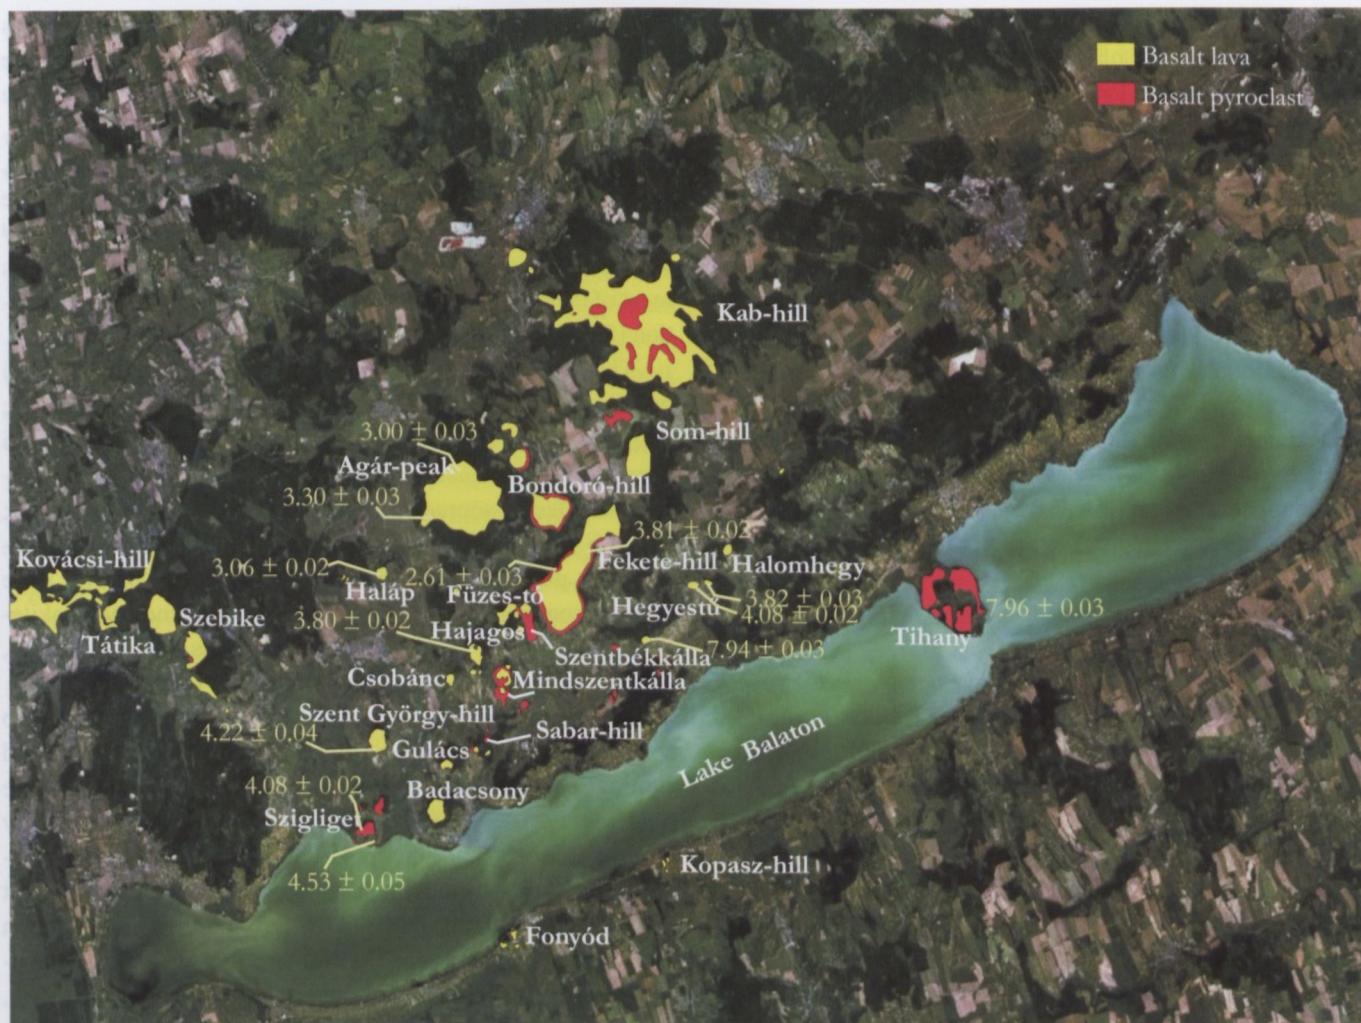 Basalt lava
Basalt pyroclast
Kab-hill
Som-hill
3.00 ± 0.03
Agár-peak
Bondoró-hill
3.30 ± 0.03
3.81 ± 0.02
Kovácsi-hill
Fekete-hill
Halomhegy
3.06 ± 0.02
2.61 ± 0.03
Haláp
Füzes-tó
3.82 ± 0.03
Hegyestű
4.08 ± 0.02
7.96 ± 0.03
Szebike
3.80 ± 0.02
Hajagos
Tihany
Tátika
7.94 ± 0.03
Szentbékkálla
Csobánc
Mindszentkálla
Szent György-hill
4.22 ± 0.04
Sabar-hill
Gulács
Lake Balaton
4.08 ± 0.02
Badacsony
Szigliget
Kopasz-hill
4.53 ± 0.05
Fonyód